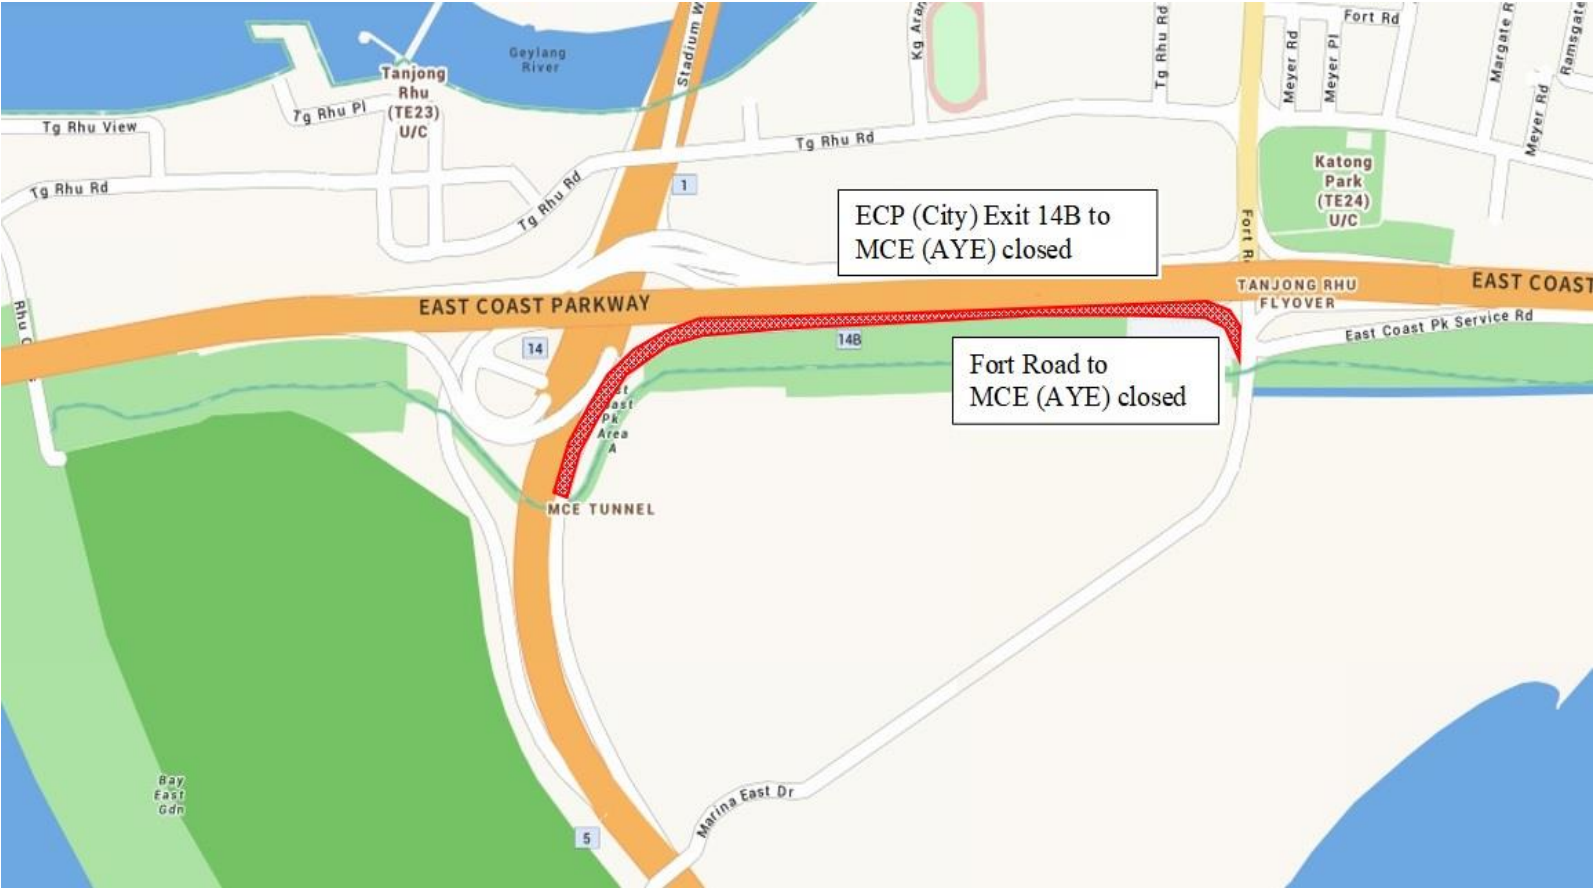 Fort Rd
Stadium W
Kg Aran
Tg Rhu Rd
Meyer Rd
Meyer Pl
Margate R
Ramsgate
Geylang
River
Tanjong
Rhu
(TE23)
U/C
Tg Rhu Pl
Tg Rhu View
Tg Rhu Rd
Meyer Rd
Katong
Park
(TE24)
U/C
Tg Rhu Rd
Tg Rhu Rd
1
ECP (City) Exit 14B to
MCE (AYE) closed
Fort R
EAST COAST PARKWAY
TANJONG RHU
FLYOVER
EAST COAST
Rhu C
East Coast Pk Service Rd
14
14B
Fort Road to
MCE (AYE) closed
Pk
Area
A
MCE TUNNEL
Bay
East
Gdn
Marina East Dr
5